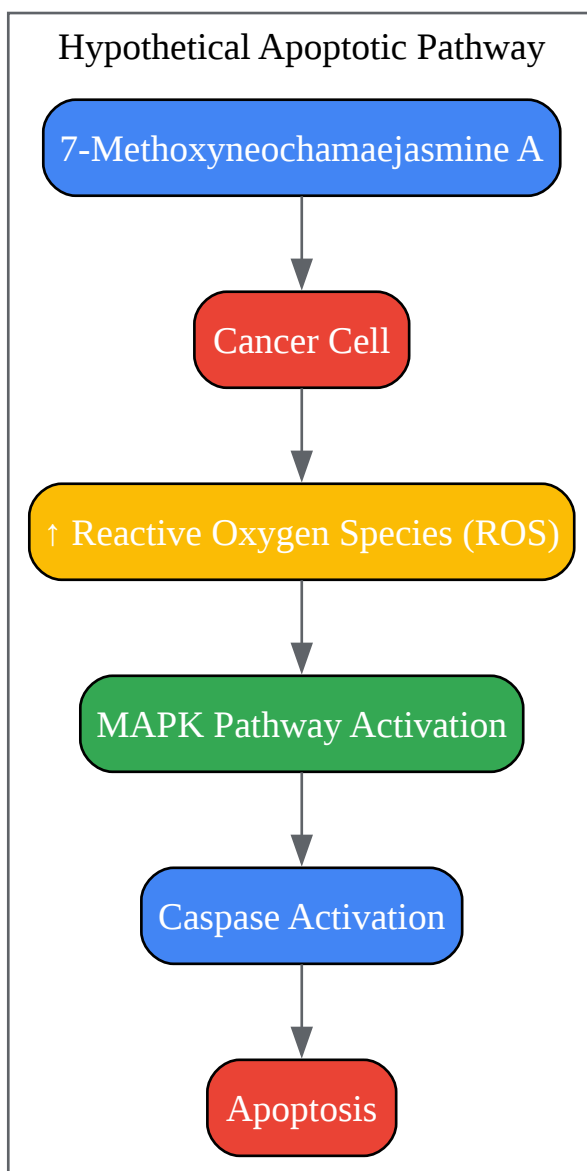 Hypothetical Apoptotic Pathway
7-Methoxyneochamaejasmine A
Cancer Cell
↑ Reactive Oxygen Species (ROS)
MAPK Pathway Activation
Caspase Activation
Apoptosis